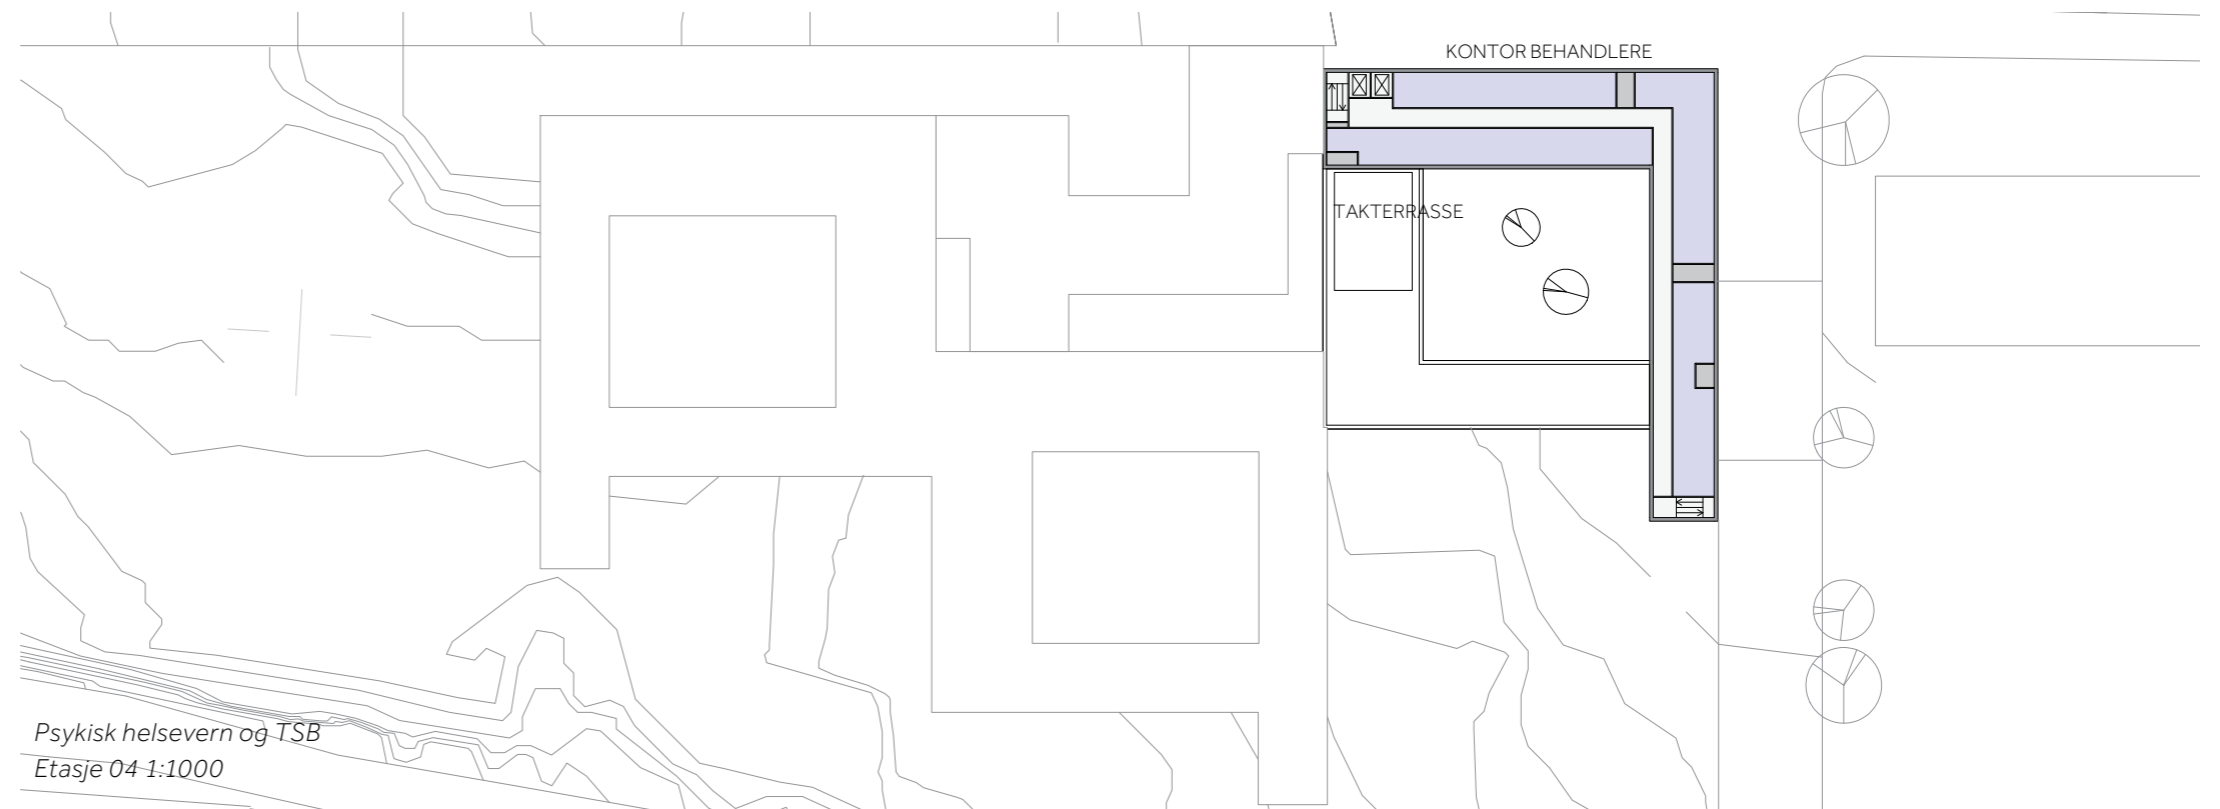 KONTOR BEHANDLERE
TAKTERRASSE
Psykisk helsevern og TSB
Etasje 04 1:1000